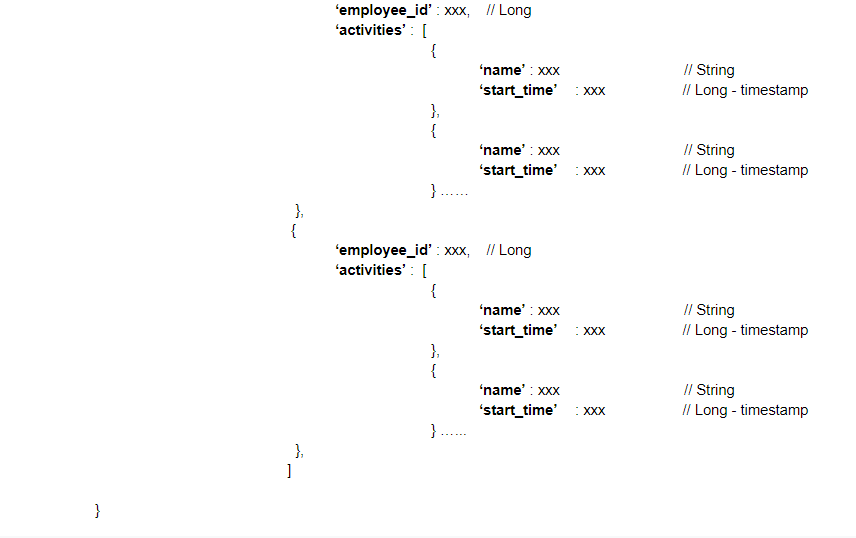 ‘employee_id’ : xxx, // Long
‘activities’ : [
{
‘name’ : xxx // String
‘start_time’ : xxx // Long - timestamp
},
{
‘name’ : xxx // String
‘start_time’ : xxx // Long - timestamp
} ……
},
{
‘employee_id’ : xxx, // Long
‘activities’ : [
{
‘name’ : xxx // String
‘start_time’ : xxx // Long - timestamp
},
{
‘name’ : xxx // String
‘start_time’ : xxx // Long - timestamp
} ……
},
]
}